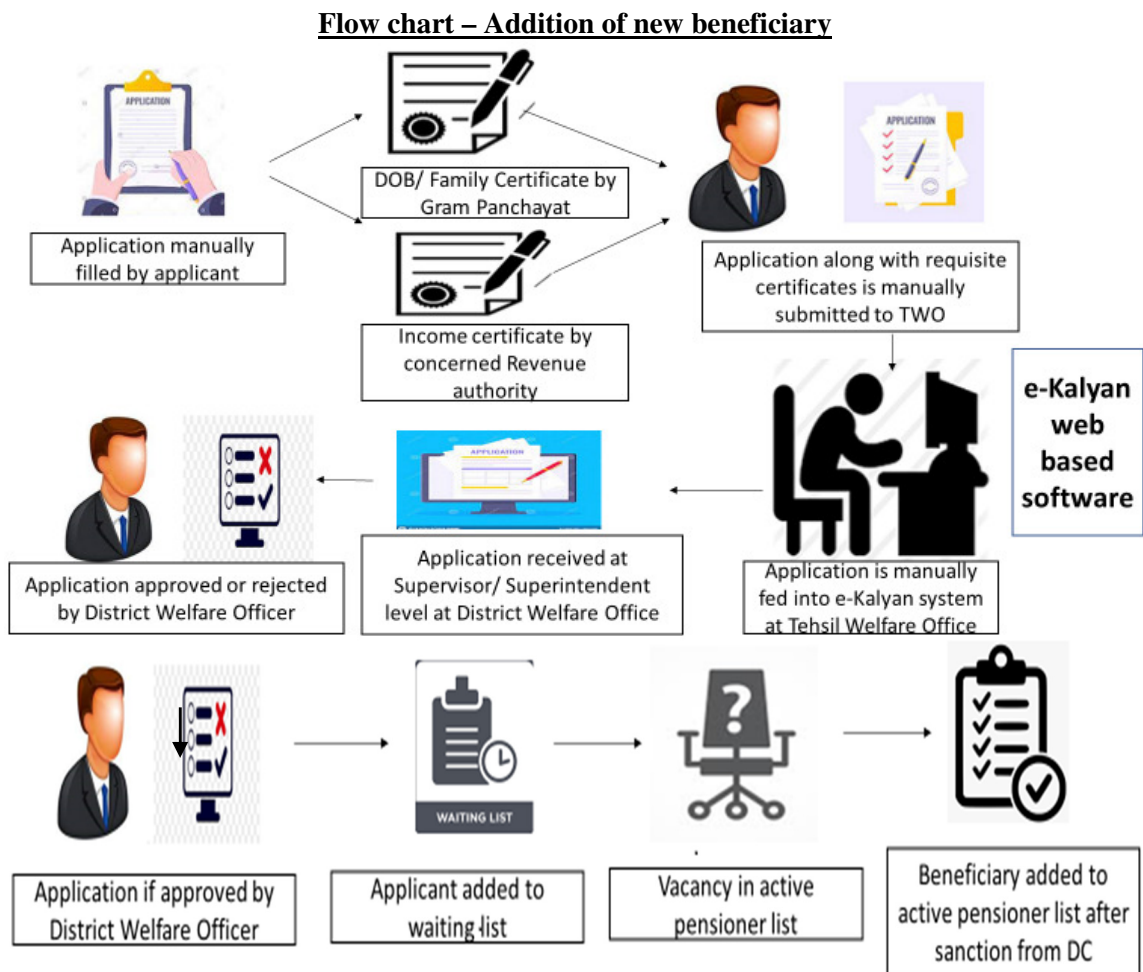 Flow chart – Addition of new beneficiary
APPLICATION
Application manually
filled by applicant
DOB/ Family Certificate by
Gram Panchayat
Income certificate by
concerned Revenue
authority
APPLICATION
Application along with requisite
certificates is manually
submitted to TWO
e-Kalyan
web
based
software
Application is manually
fed into e-Kalyan system
at Tehsil Welfare Office
APPLICATION
Application received at
Supervisor/ Superintendent
level at District Welfare Office
Application approved or rejected
by District Welfare Officer
Application if approved by
District Welfare Officer
WAITING LIST
Applicant added to
waiting list
?
Vacancy in active
pensioner list
Beneficiary added to
active pensioner list after
sanction from DC